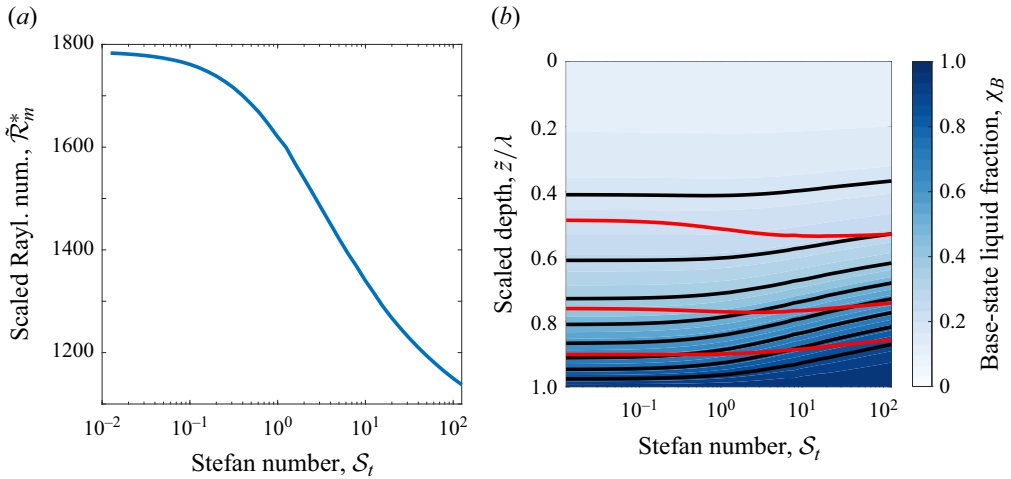 (a)
1800
1600
1400
1200
Scaled Rayl. num., R̃*m
10⁻² 10⁻¹ 10⁰ 10¹ 10²
Stefan number, 𝒮t
(b)
0
0.2
0.4
0.6
0.8
1.0
Scaled depth, z̃/λ
10⁻¹ 10⁰ 10¹ 10²
Stefan number, 𝒮t
1.0
0.8
0.6
0.4
0.2
0
Base-state liquid fraction, χB